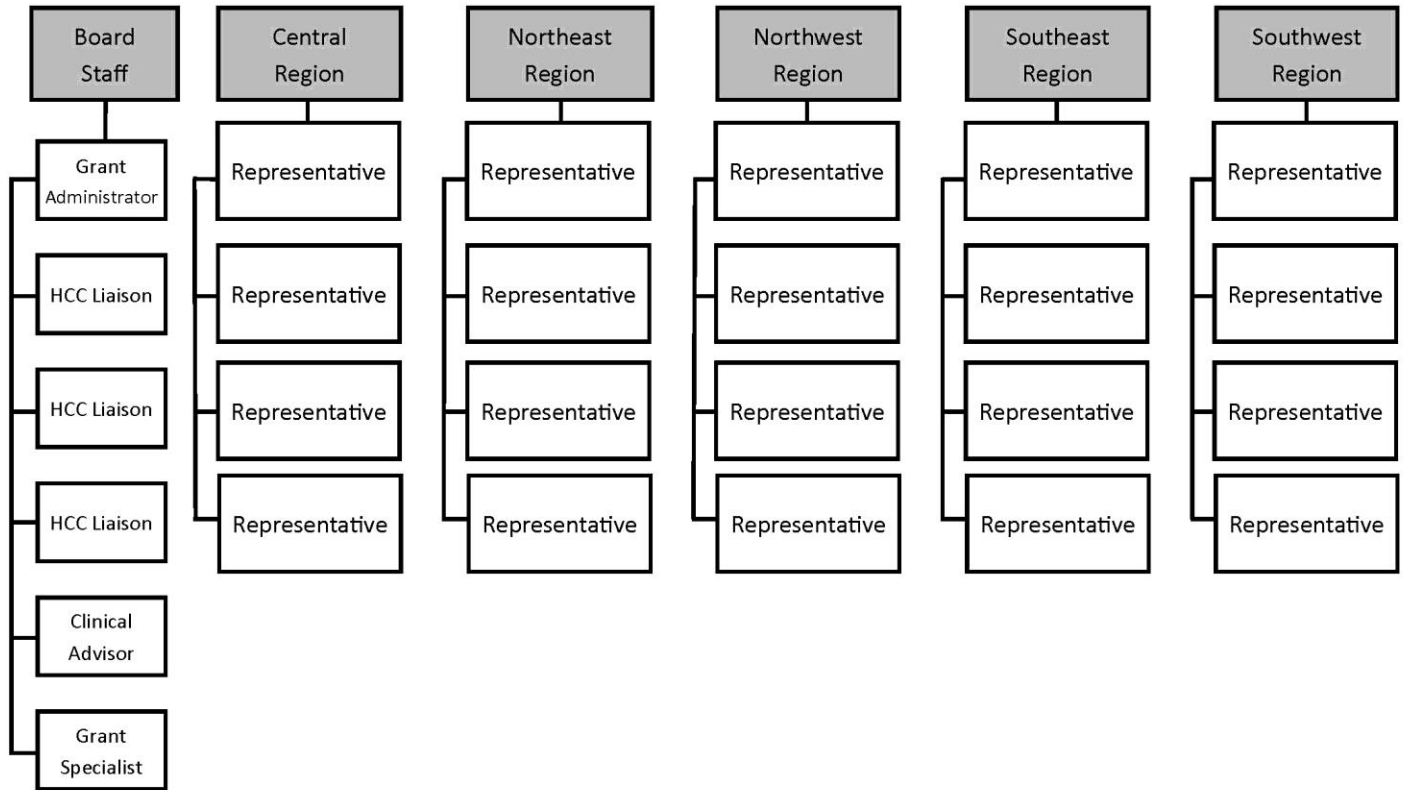 Board
Staff
Grant
Administrator
HCC Liaison
HCC Liaison
HCC Liaison
Clinical
Advisor
Grant
Specialist
Central
Region
Representative
Representative
Representative
Representative
Northeast
Region
Representative
Representative
Representative
Representative
Northwest
Region
Representative
Representative
Representative
Representative
Southeast
Region
Representative
Representative
Representative
Representative
Southwest
Region
Representative
Representative
Representative
Representative